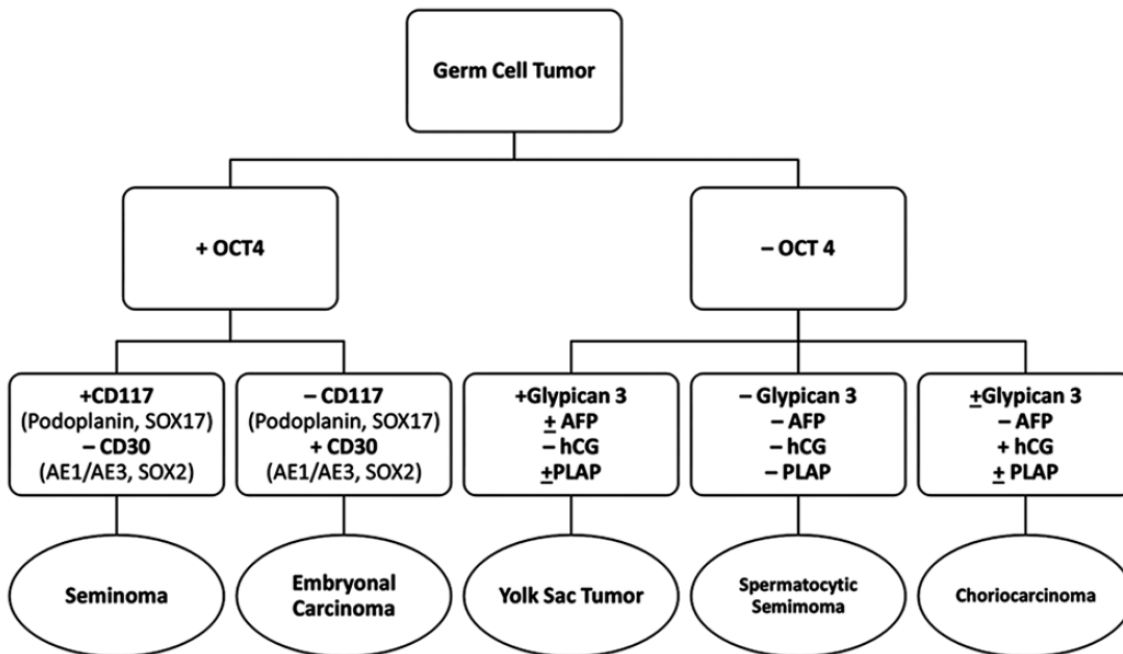 Germ Cell Tumor
+ OCT4
– OCT 4
+CD117
(Podoplanin, SOX17)
– CD30
(AE1/AE3, SOX2)
– CD117
(Podoplanin, SOX17)
+ CD30
(AE1/AE3, SOX2)
+Glypican 3
± AFP
– hCG
±PLAP
– Glypican 3
– AFP
– hCG
– PLAP
±Glypican 3
– AFP
+ hCG
± PLAP
Seminoma
Embryonal
Carcinoma
Yolk Sac Tumor
Spermatocytic
Semimoma
Choriocarcinoma